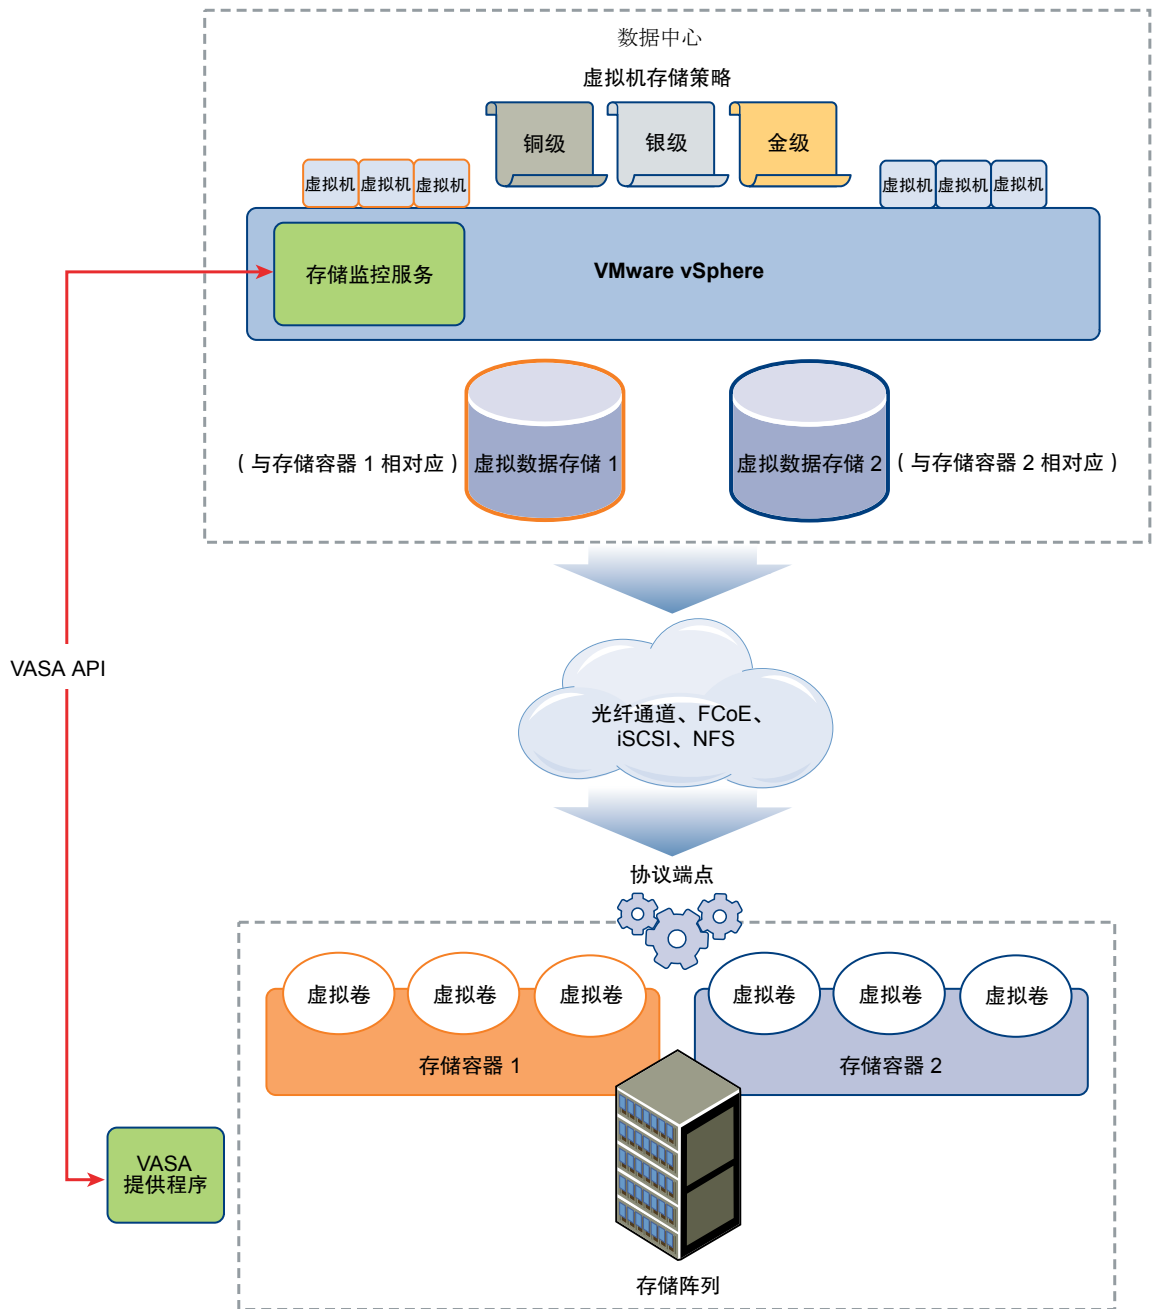 数据中心
虚拟机存储策略
铜级
银级
金级
虚拟机
虚拟机
虚拟机
虚拟机
虚拟机
虚拟机
存储监控服务
VMware vSphere
（与存储容器 1 相对应）
虚拟数据存储 1
虚拟数据存储 2
（与存储容器 2 相对应）
VASA API
光纤通道、FCoE、
iSCSI、NFS
协议端点
虚拟卷
虚拟卷
虚拟卷
虚拟卷
虚拟卷
虚拟卷
存储容器 1
存储容器 2
VASA
提供程序
存储阵列